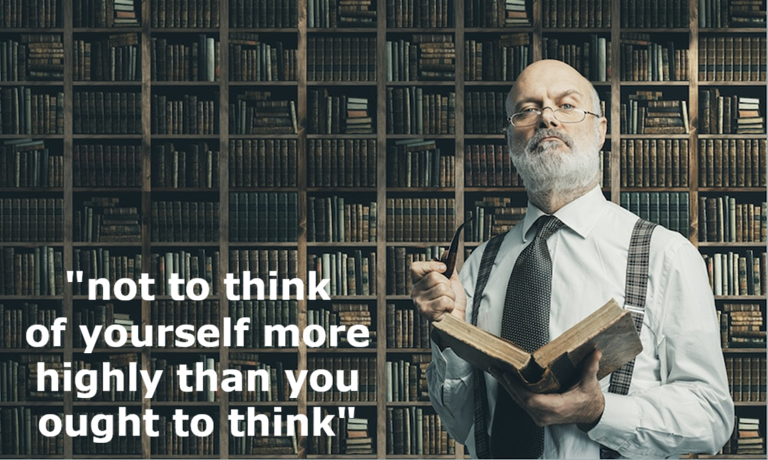 "not to think
of yourself more
highly than you
ought to think"